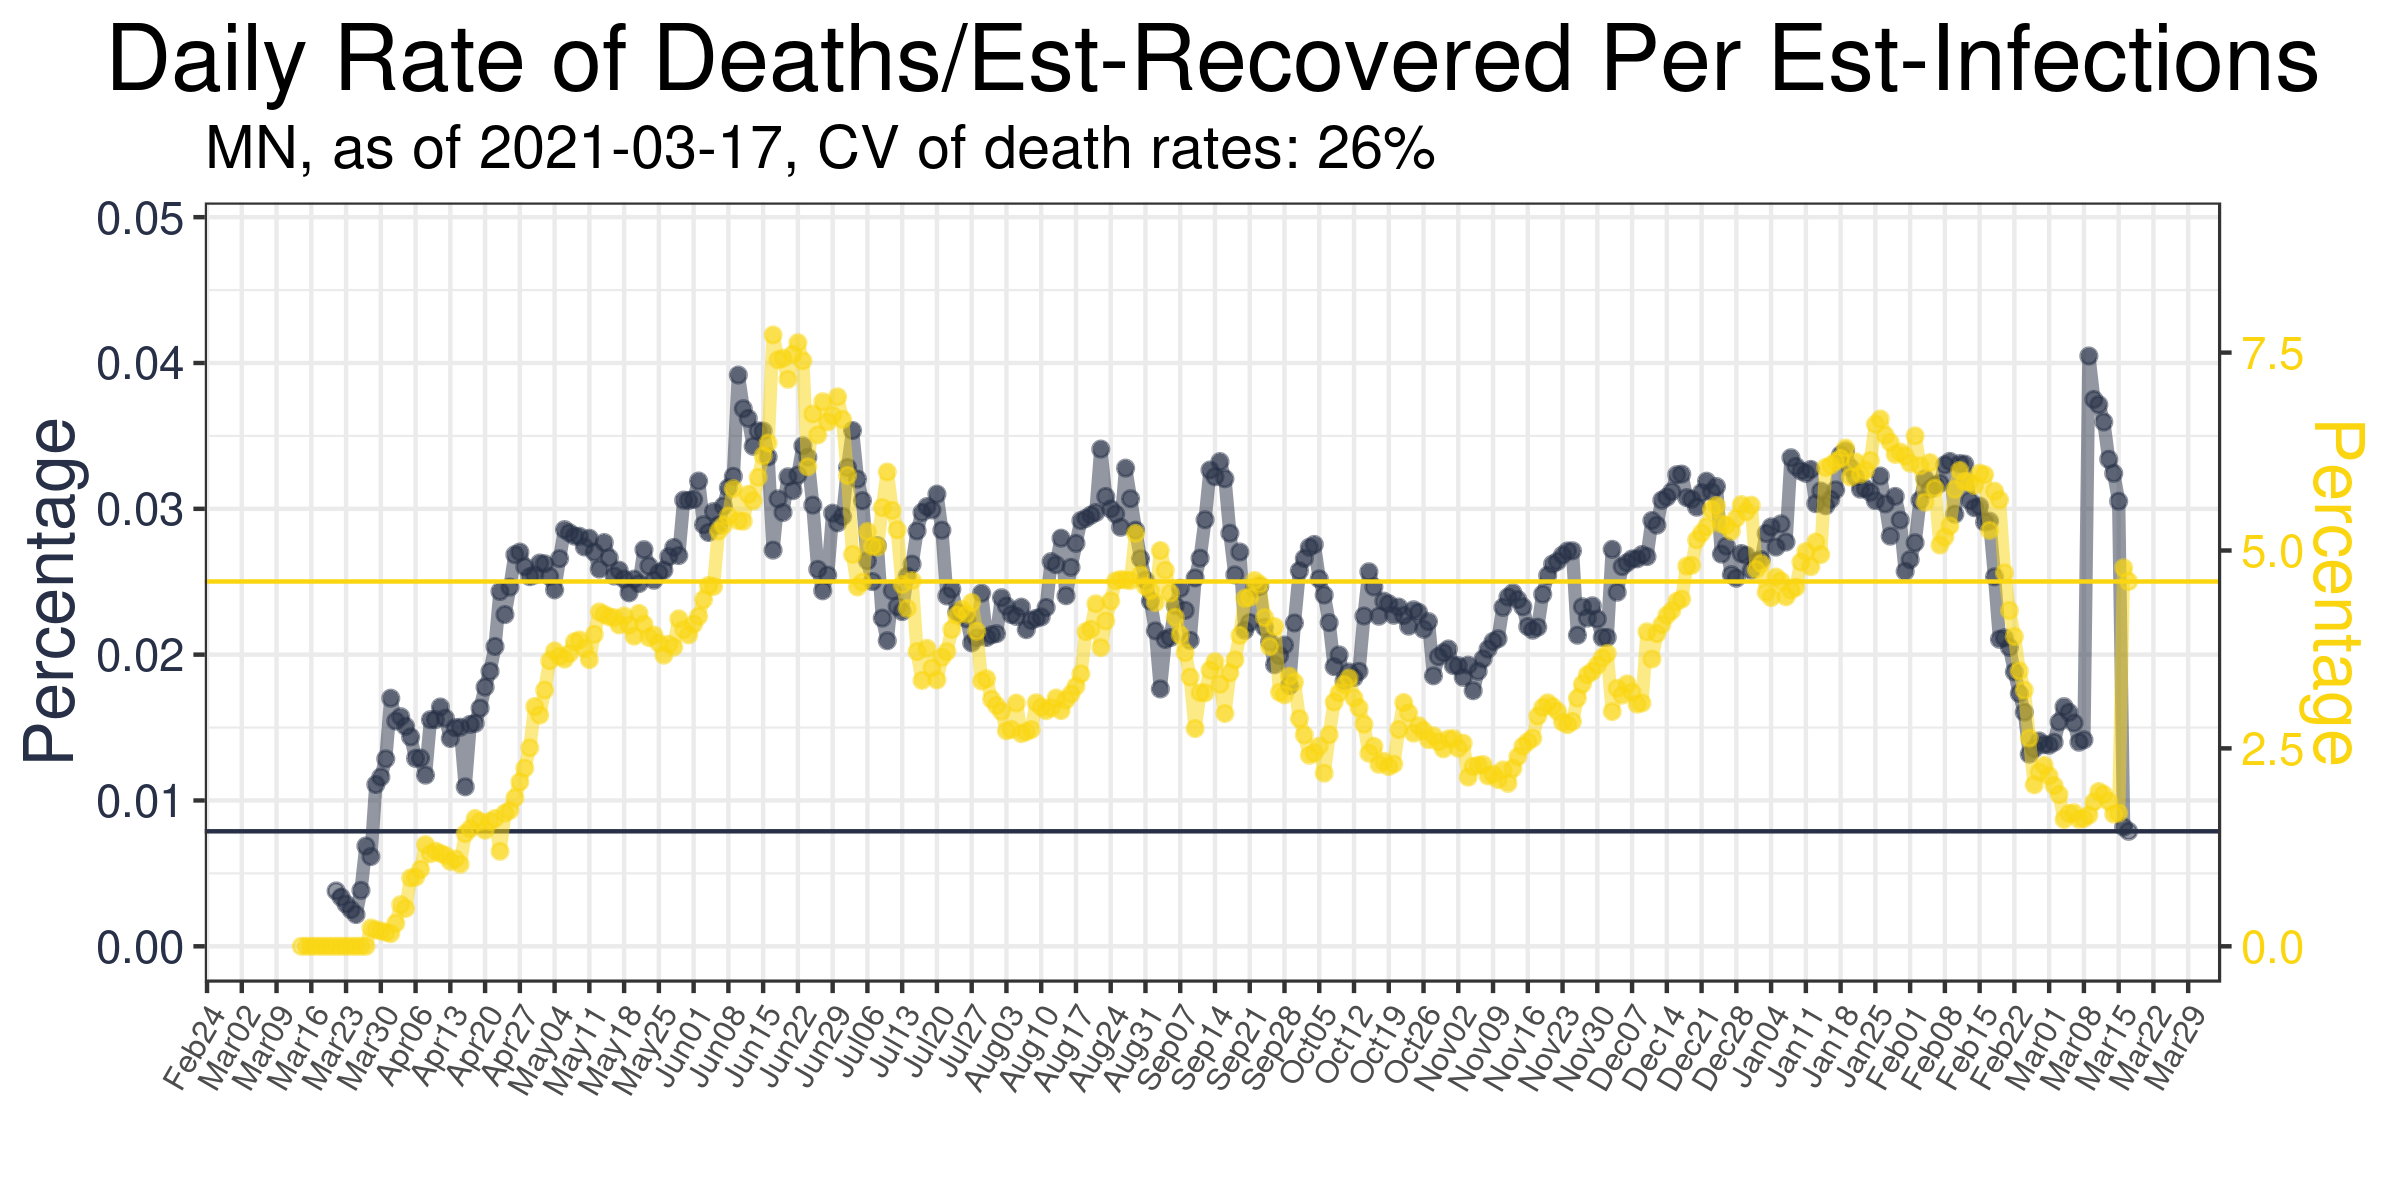 Daily Rate of Deaths/Est-Recovered Per Est-Infections
MN, as of 2021-03-17, CV of death rates: 26%
Percentage
0.05
0.04
0.03
0.02
0.01
0.00
7.5
5.0
2.5
0.0
Percentage
Feb24
Mar02
Mar09
Mar16
Mar23
Mar30
Apr06
Apr13
Apr20
Apr27
May04
May11
May18
May25
Jun01
Jun08
Jun15
Jun22
Jun29
Jul06
Jul13
Jul20
Jul27
Aug03
Aug10
Aug17
Aug24
Aug31
Sep07
Sep14
Sep21
Sep28
Oct05
Oct12
Oct19
Oct26
Nov02
Nov09
Nov16
Nov23
Nov30
Dec07
Dec14
Dec21
Dec28
Jan04
Jan11
Jan18
Jan25
Feb01
Feb08
Feb15
Feb22
Mar01
Mar08
Mar15
Mar22
Mar29